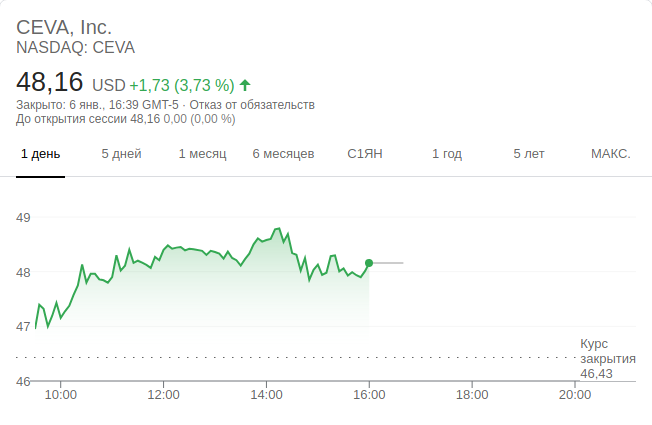 CEVA, Inc.
NASDAQ: CEVA
48,16 USD +1,73 (3,73 %)
Закрыто: 6 янв., 16:39 GMT-5 · Отказ от обязательств
До открытия сессии 48,16 0,00 (0,00 %)
1 день 5 дней 1 месяц 6 месяцев С1ЯН 1 год 5 лет МАКС.
49
48
47
Курс
закрытия
46,43
46
10:00 12:00 14:00 16:00 18:00 20:00